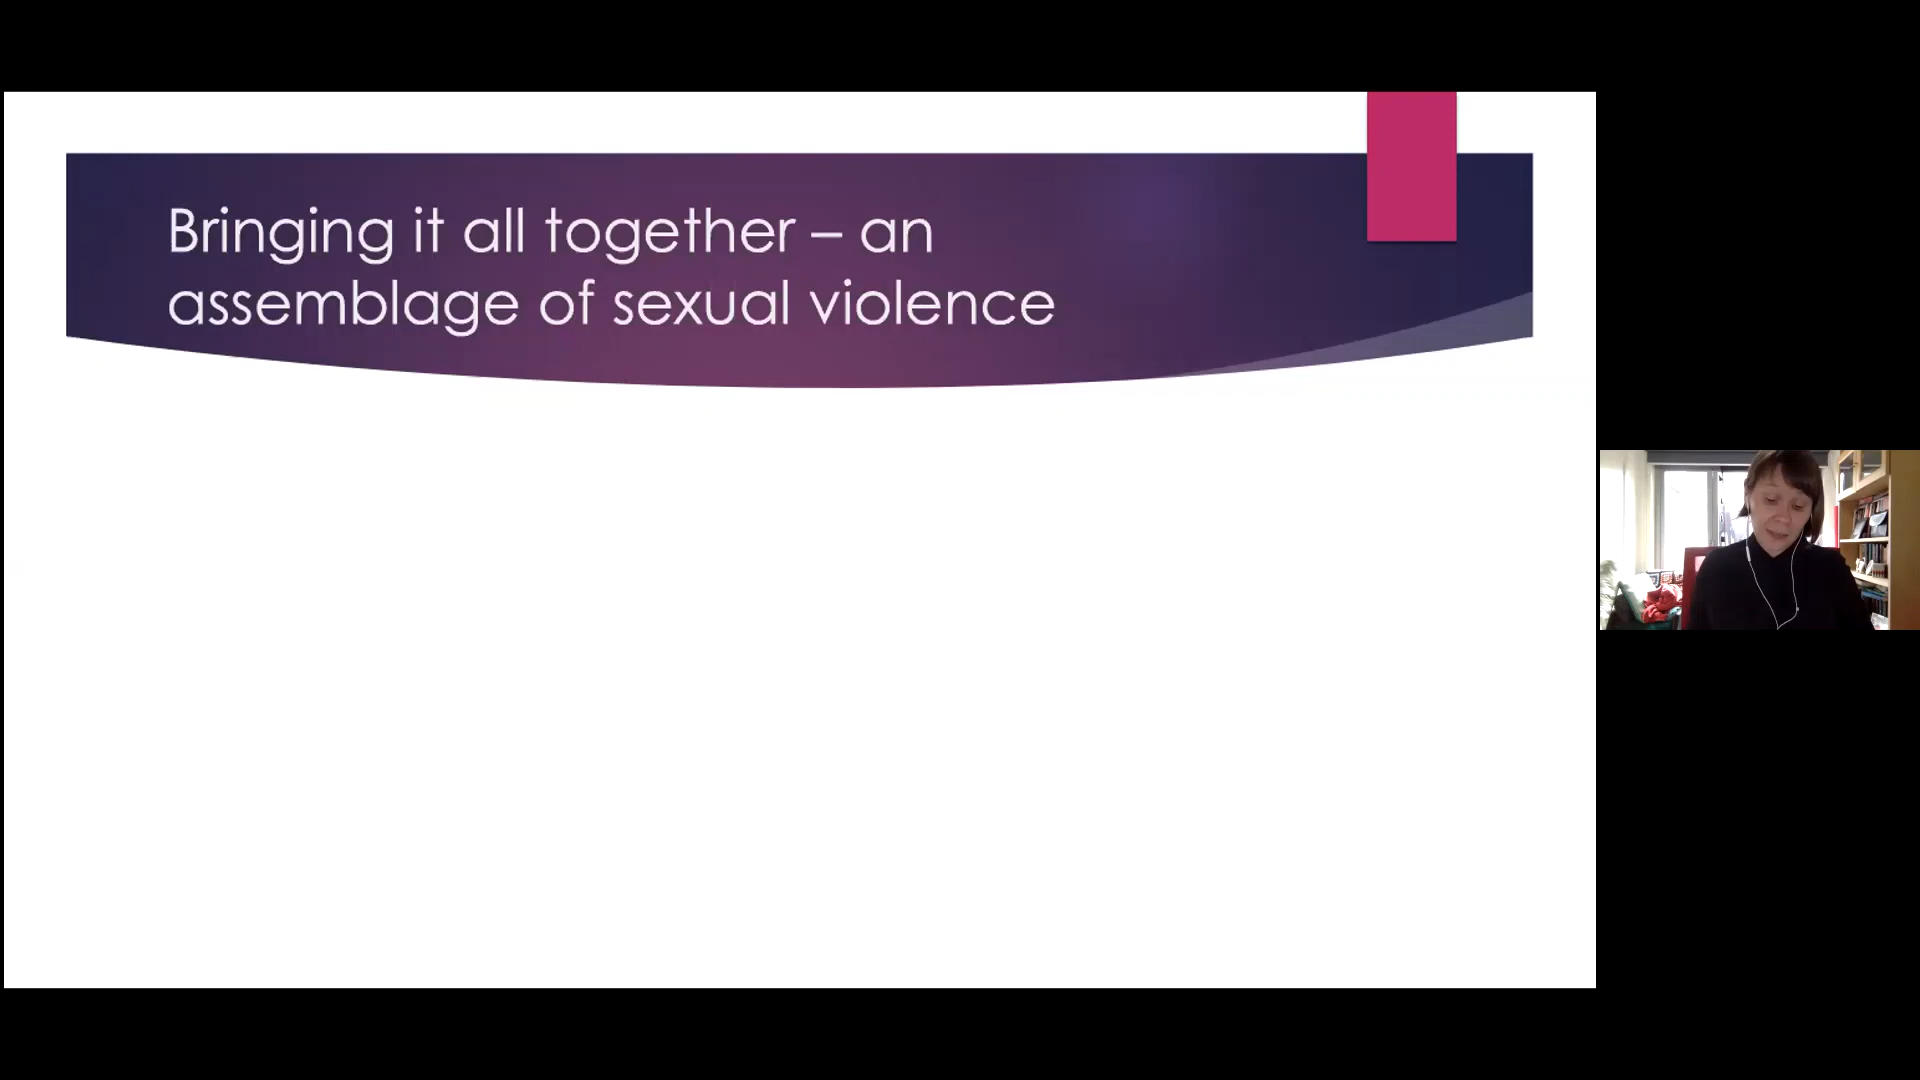 Bringing it all together – an
assemblage of sexual violence